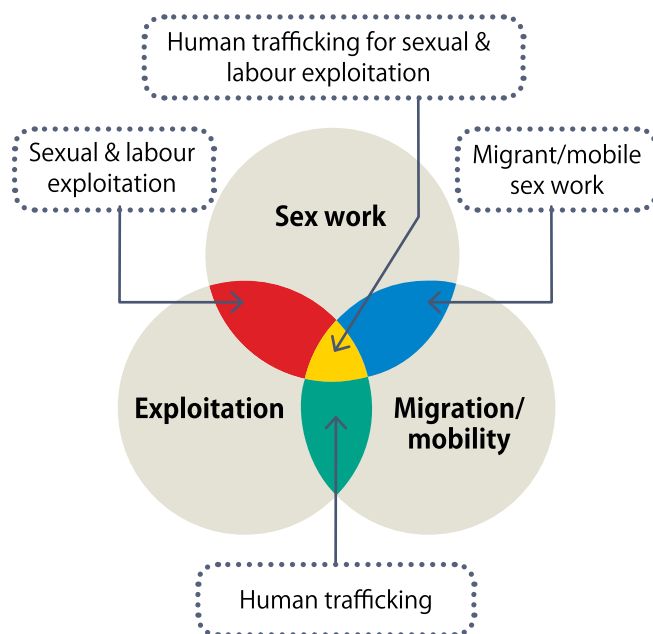 Human trafficking for sexual &
labour exploitation
Sexual & labour
exploitation
Migrant/mobile
sex work
Sex work
Exploitation
Migration/
mobility
Human trafficking